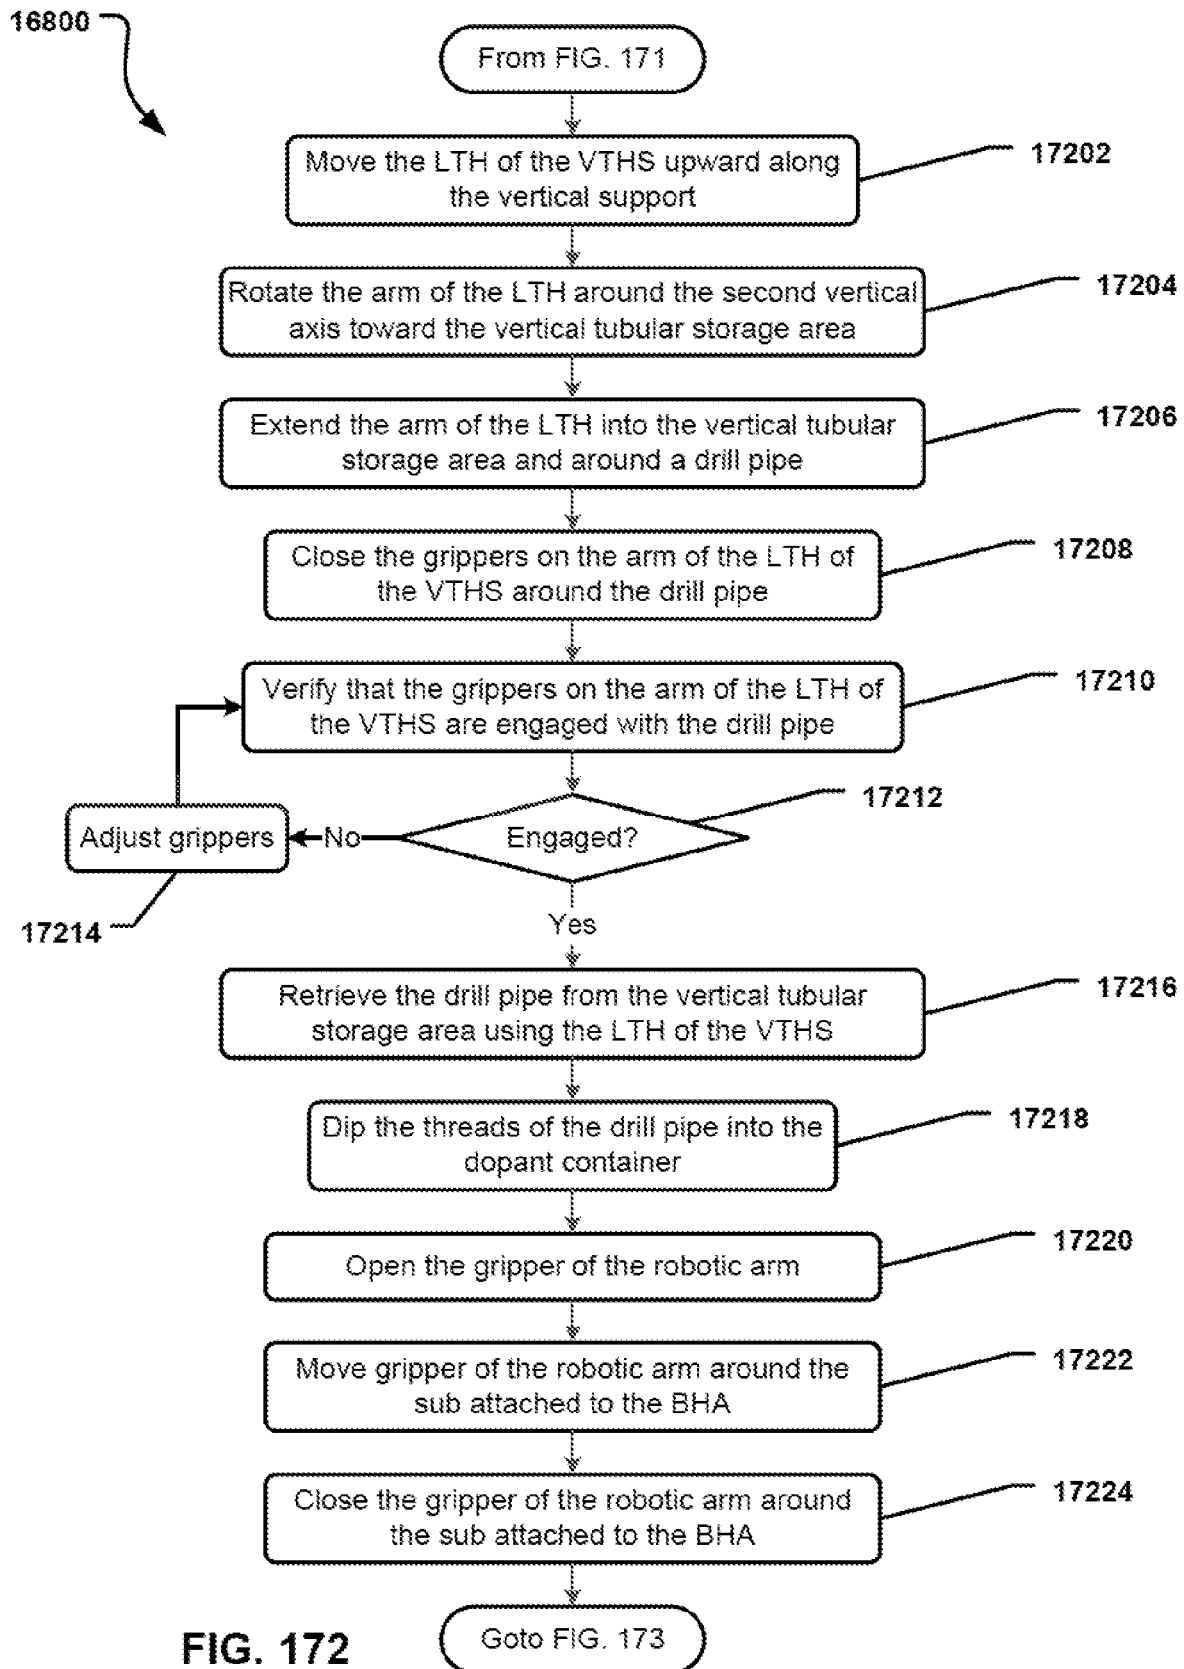 16800
From FIG. 171
Move the LTH of the VTHS upward along
the vertical support
17202
Rotate the arm of the LTH around the second vertical
axis toward the vertical tubular storage area
17204
Extend the arm of the LTH into the vertical tubular
storage area and around a drill pipe
17206
Close the grippers on the arm of the LTH of
the VTHS around the drill pipe
17208
Verify that the grippers on the arm of the LTH of
the VTHS are engaged with the drill pipe
17210
Engaged?
17212
No
Adjust grippers
17214
Yes
Retrieve the drill pipe from the vertical tubular
storage area using the LTH of the VTHS
17216
Dip the threads of the drill pipe into the
dopant container
17218
Open the gripper of the robotic arm
17220
Move gripper of the robotic arm around the
sub attached to the BHA
17222
Close the gripper of the robotic arm around
the sub attached to the BHA
17224
Goto FIG. 173
FIG. 172